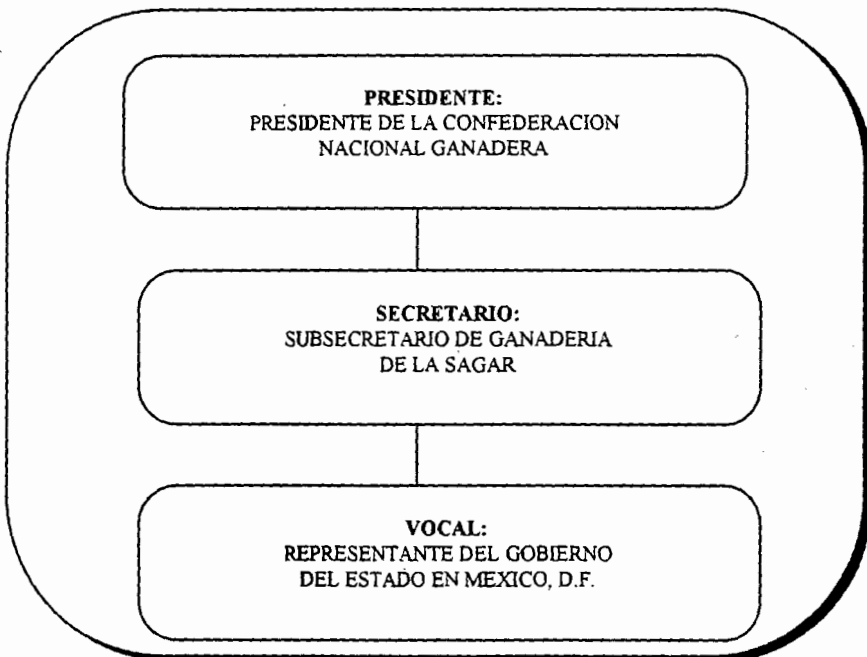 PRESIDENTE:
PRESIDENTE DE LA CONFEDERACION
NACIONAL GANADERA
SECRETARIO:
SUBSECRETARIO DE GANADERIA
DE LA SAGAR
VOCAL:
REPRESENTANTE DEL GOBIERNO
DEL ESTADO EN MEXICO, D.F.